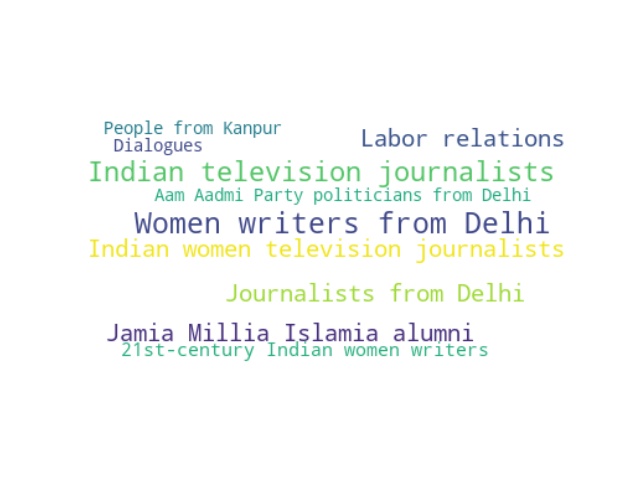 People from Kanpur
Labor relations
Dialogues
Indian television journalists
Aam Aadmi Party politicians from Delhi
Women writers from Delhi
Indian women television journalists
Journalists from Delhi
Jamia Millia Islamia alumni
21st-century Indian women writers